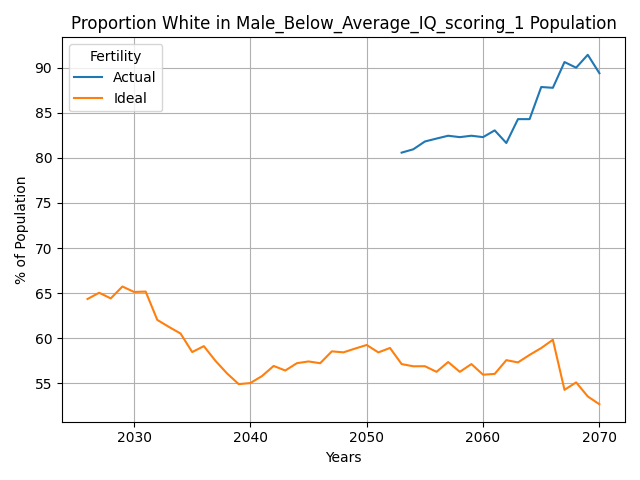 Proportion White in Male_Below_Average_IQ_scoring_1 Population
Fertility
Actual
Ideal
90
85
80
75
70
65
60
55
% of Population
2030
2040
2050
2060
2070
Years